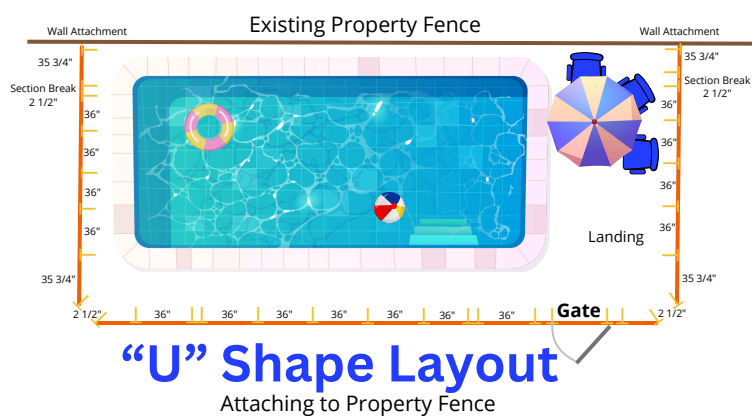 Existing Property Fence
Wall Attachment
Wall Attachment
35 3/4"
Section Break
2 1/2"
36"
36"
36"
36"
35 3/4"
35 3/4"
Section Break
2 1/2"
36"
36"
36"
36"
35 3/4"
Landing
2 1/2"
36"
36"
36"
36"
36"
36"
36"
Gate
2 1/2"
“U” Shape Layout
Attaching to Property Fence